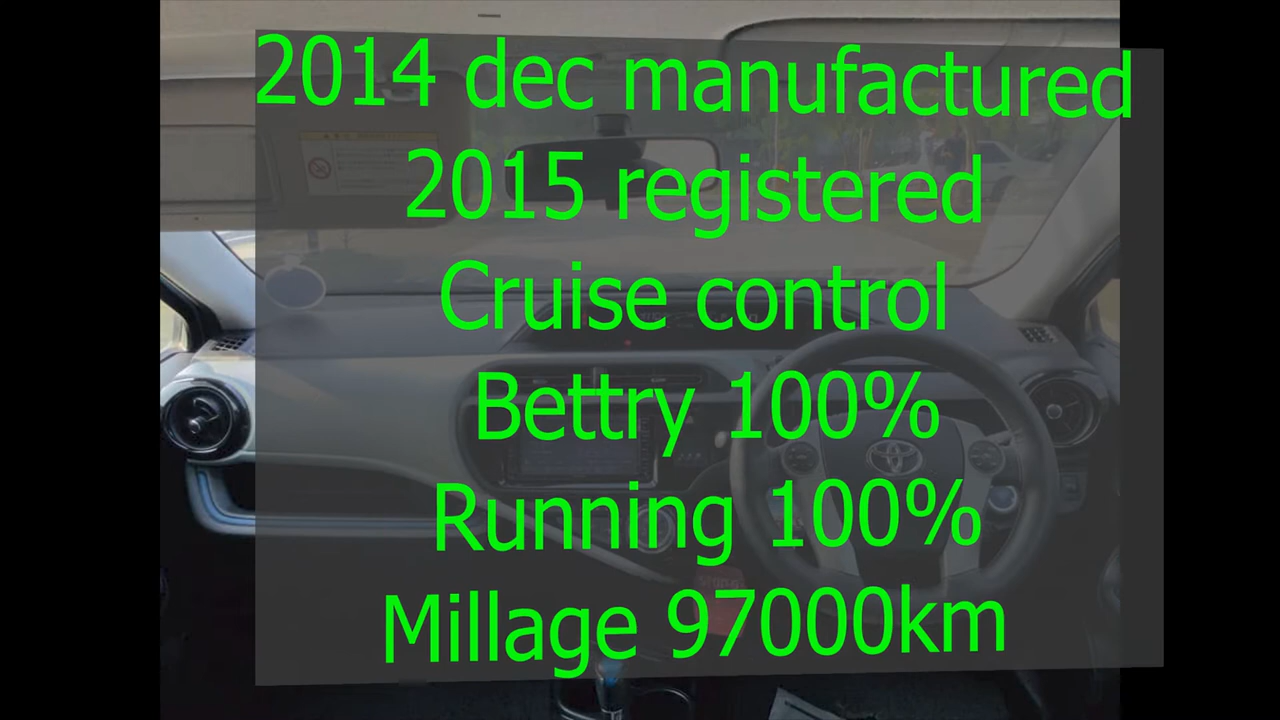 2014 dec manufactured
2015 registered
Cruise control
Bettry 100%
Running 100%
Millage 97000km